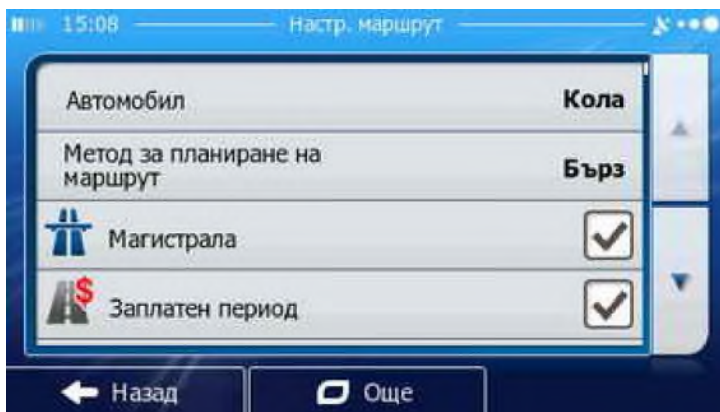 15:08
Настр. маршрут
Автомобил
Кола
Метод за планиране на
маршрут
Бърз
Магистрала
$
Заплатен период
Назад
Още